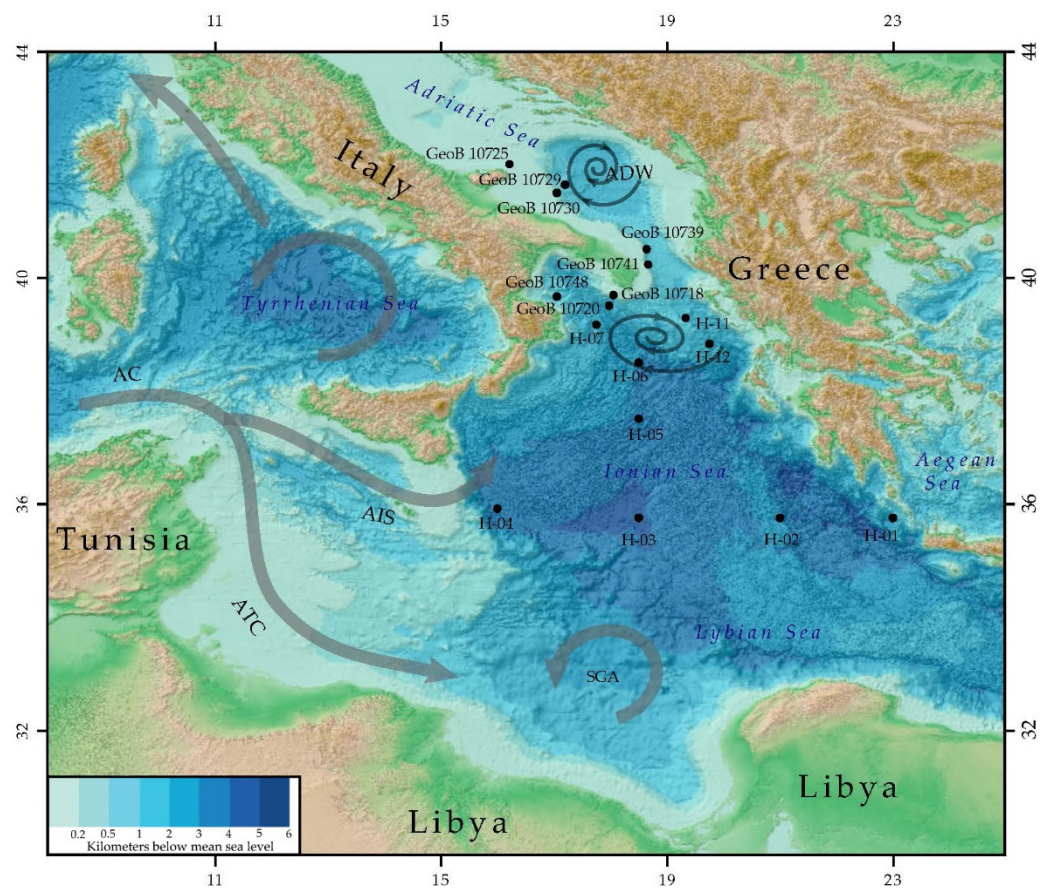 11 15 19 23
44 44
Adriatic Sea
GeoB 10725
Italy
GeoB 10729
ADW
GeoB 10730
GeoB 10739
GeoB 10741
Greece
40 40
GeoB 10748
GeoB 10718
Tyrrhenian Sea
GeoB 10720
H-11
H-07
H-12
H-06
AC
H-05
Ionian Sea
Aegean
Sea
36 36
AIS
H-04
H-03
H-02
H-01
Tunisia
ATC
Lybian Sea
SGA
32 32
Libya
Libya
0.2 0.5 1 2 3 4 5 6
Kilometers below mean sea level
11 15 19 23